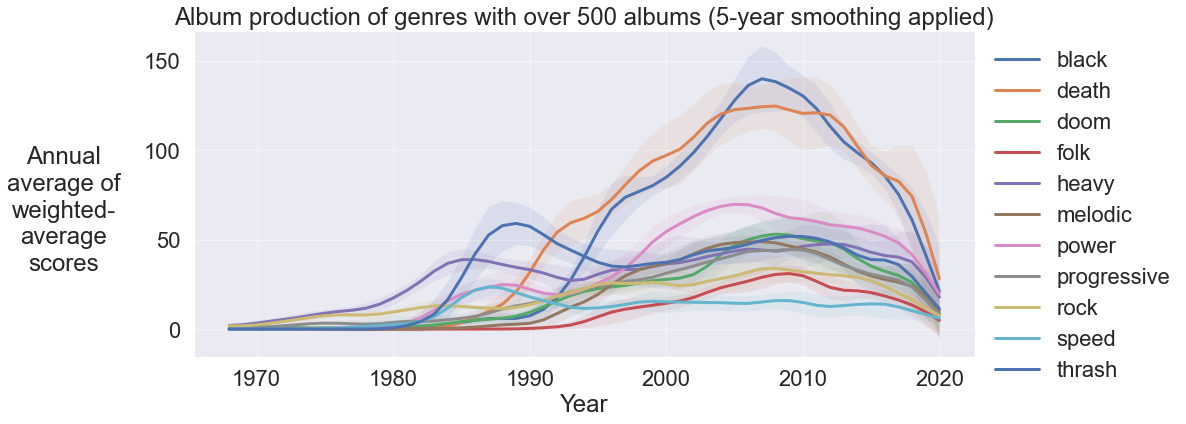 Album production of genres with over 500 albums (5-year smoothing applied)
Annual
average of
weighted-
average
scores
150
100
50
0
1970
1980
1990
2000
2010
2020
Year
black
death
doom
folk
heavy
melodic
power
progressive
rock
speed
thrash